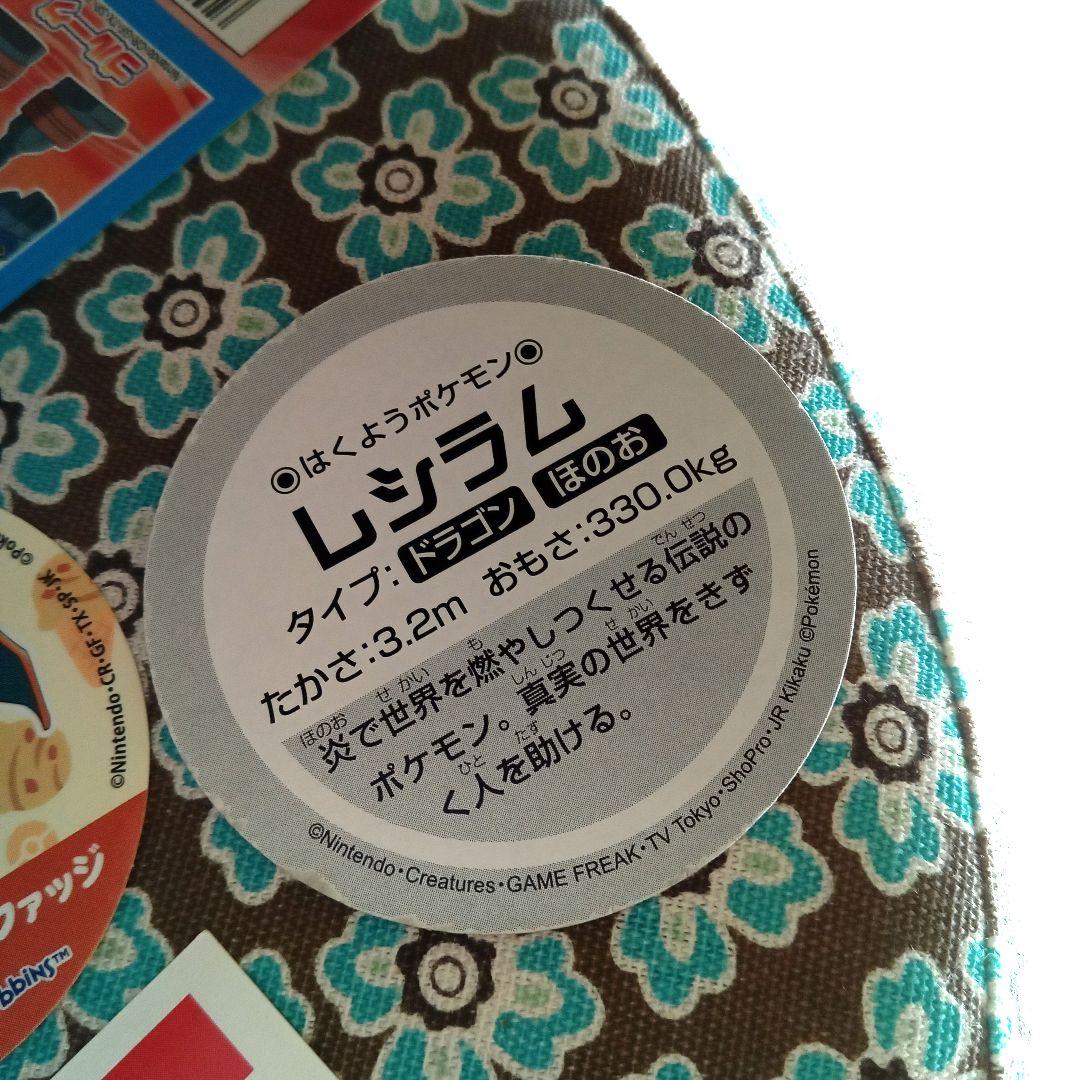 ◉はくようポケモン◉
レシラム
タイプ:ドラゴン ほのお
たかさ:3.2m おもさ:330.0kg
炎で世界を燃やしつくせる伝説の
ポケモン。真実の世界をきず
く人を助ける。
©Nintendo・Creatures・GAME FREAK・TV Tokyo・ShoPro・JR Kikaku ©Pokémon
©Nintendo・CR・GF・TX・SP・JK
©Poké
ファッジ
bbins™